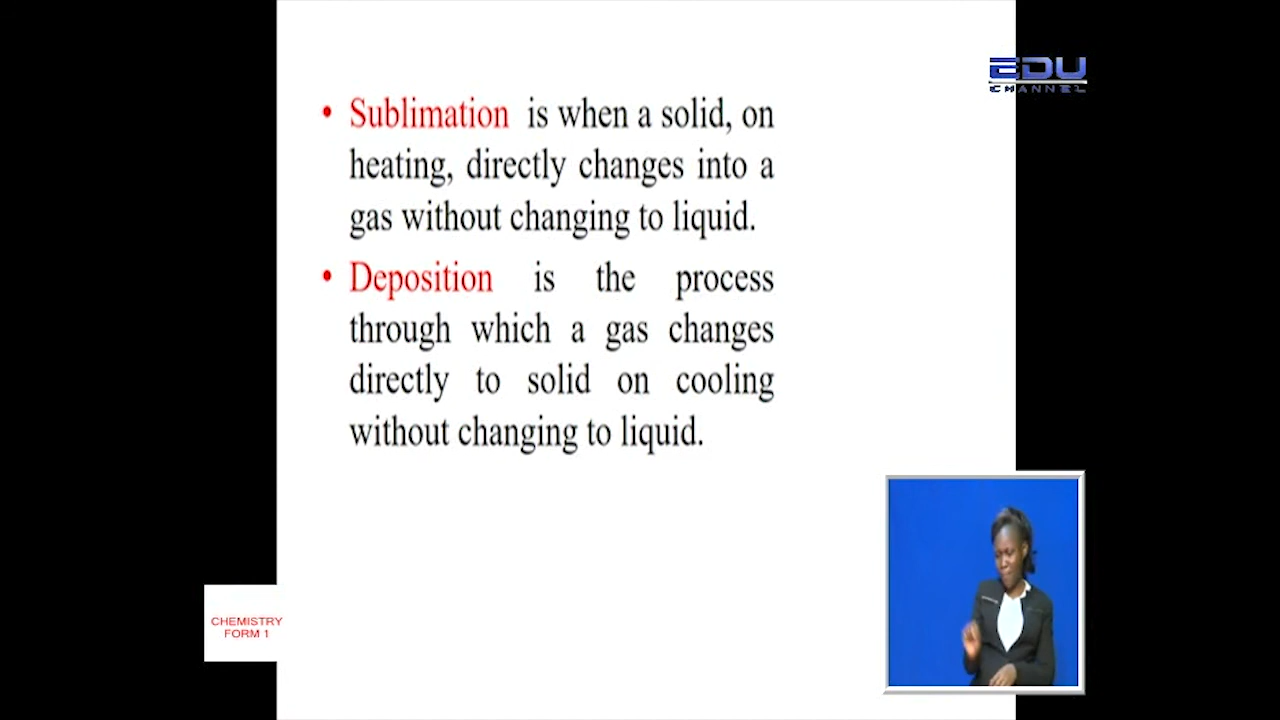 EDU
CHANNEL
• Sublimation is when a solid, on
heating, directly changes into a
gas without changing to liquid.
• Deposition is the process
through which a gas changes
directly to solid on cooling
without changing to liquid.
CHEMISTRY
FORM 1